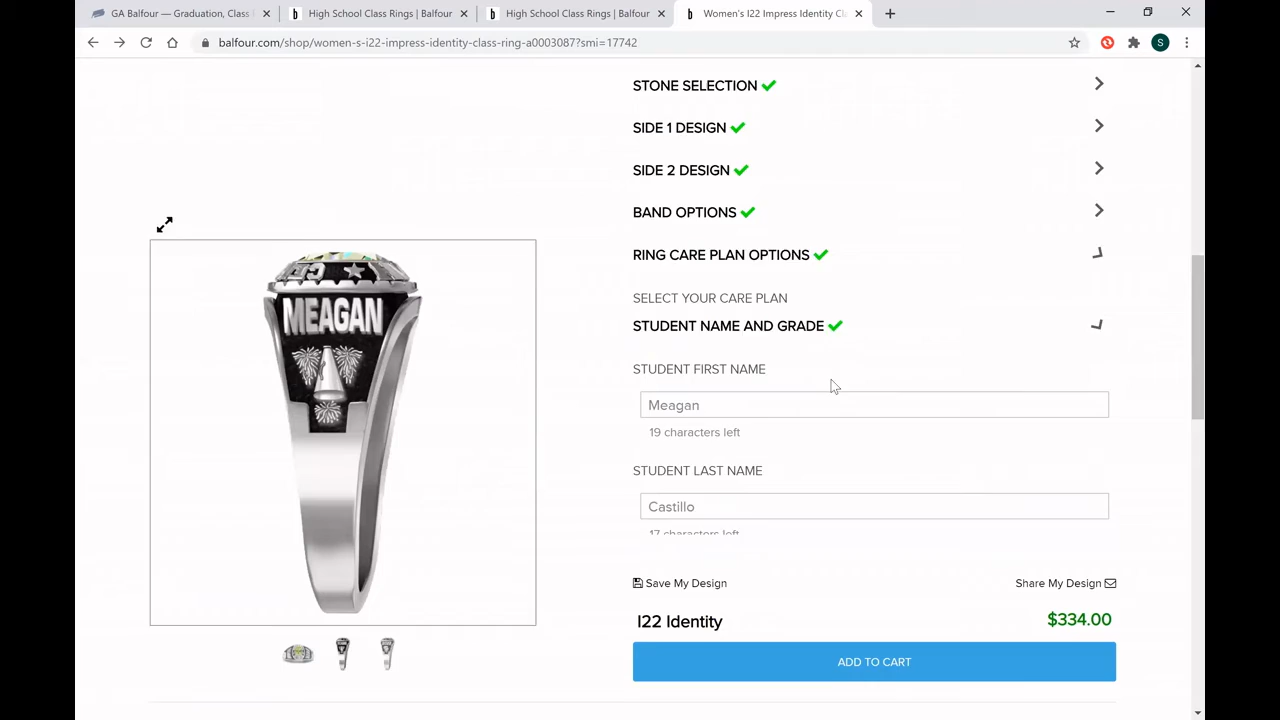 GA Balfour — Graduation, Class
High School Class Rings | Balfour
High School Class Rings | Balfour
Women's I22 Impress Identity Cla
balfour.com/shop/women-s-i22-impress-identity-class-ring-a0003087?smi=17742
S
STONE SELECTION
SIDE 1 DESIGN
SIDE 2 DESIGN
BAND OPTIONS
RING CARE PLAN OPTIONS
SELECT YOUR CARE PLAN
STUDENT NAME AND GRADE
STUDENT FIRST NAME
Meagan
19 characters left
STUDENT LAST NAME
Castillo
17 characters left
MEAGAN
Save My Design
Share My Design
I22 Identity
$334.00
ADD TO CART